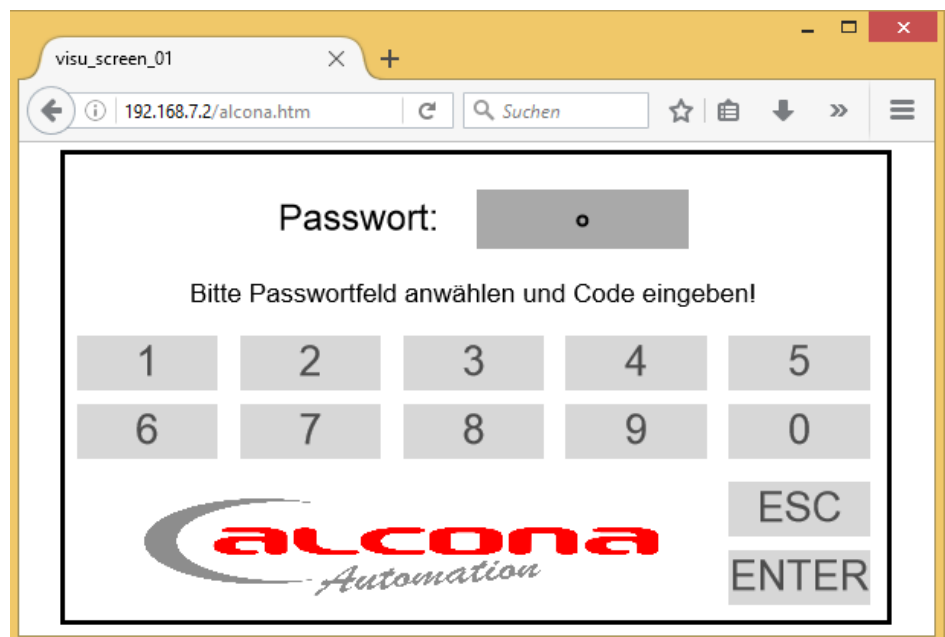 visu_screen_01
192.168.7.2/alcona.htm Suchen
Passwort: o
Bitte Passwortfeld anwählen und Code eingeben!
1 2 3 4 5
6 7 8 9 0
ESC
alcona
Automation
ENTER